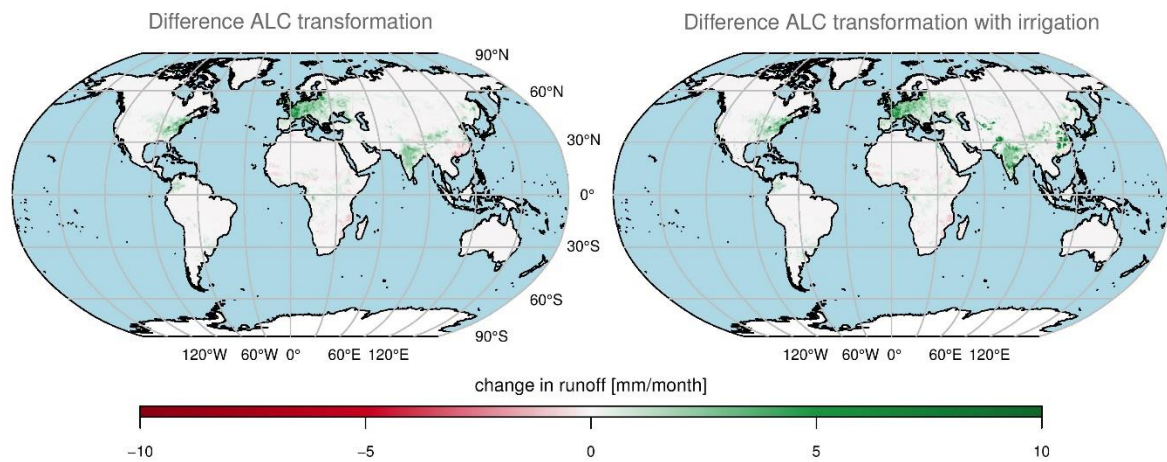 Difference ALC transformation
Difference ALC transformation with irrigation
90°N
60°N
30°N
0°
30°S
60°S
90°S
120°W 60°W 0° 60°E 120°E
120°W 60°W 0° 60°E 120°E
change in runoff [mm/month]
−10 −5 0 5 10